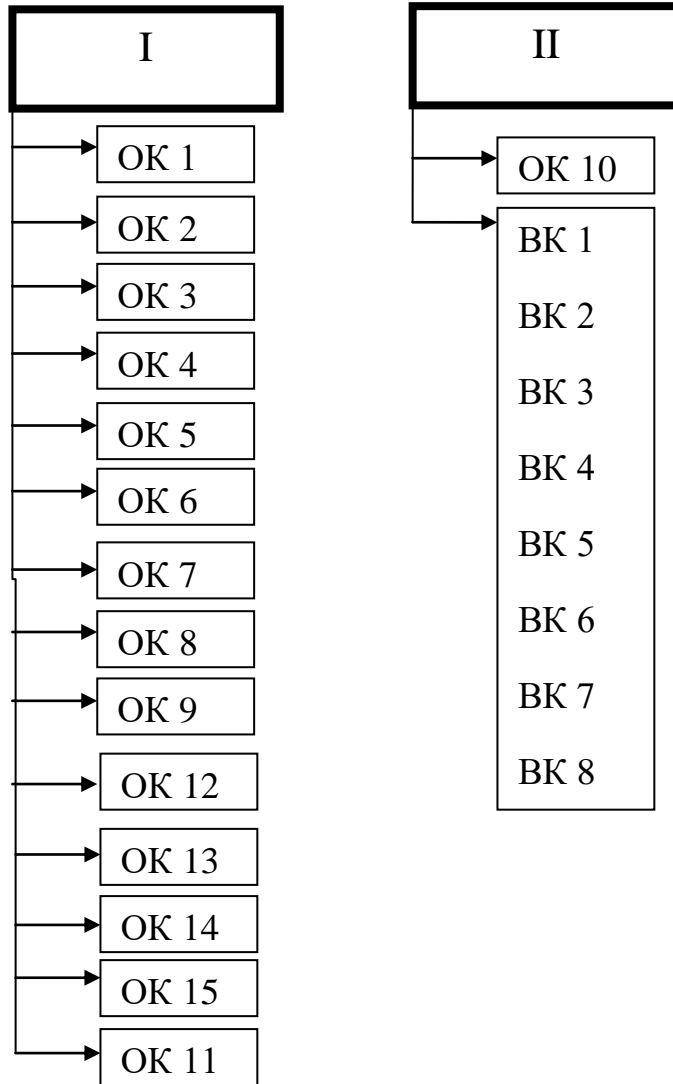 I
ОК 1
ОК 2
ОК 3
ОК 4
ОК 5
ОК 6
ОК 7
ОК 8
ОК 9
ОК 12
ОК 13
ОК 14
ОК 15
ОК 11
II
ОК 10
ВК 1
ВК 2
ВК 3
ВК 4
ВК 5
ВК 6
ВК 7
ВК 8